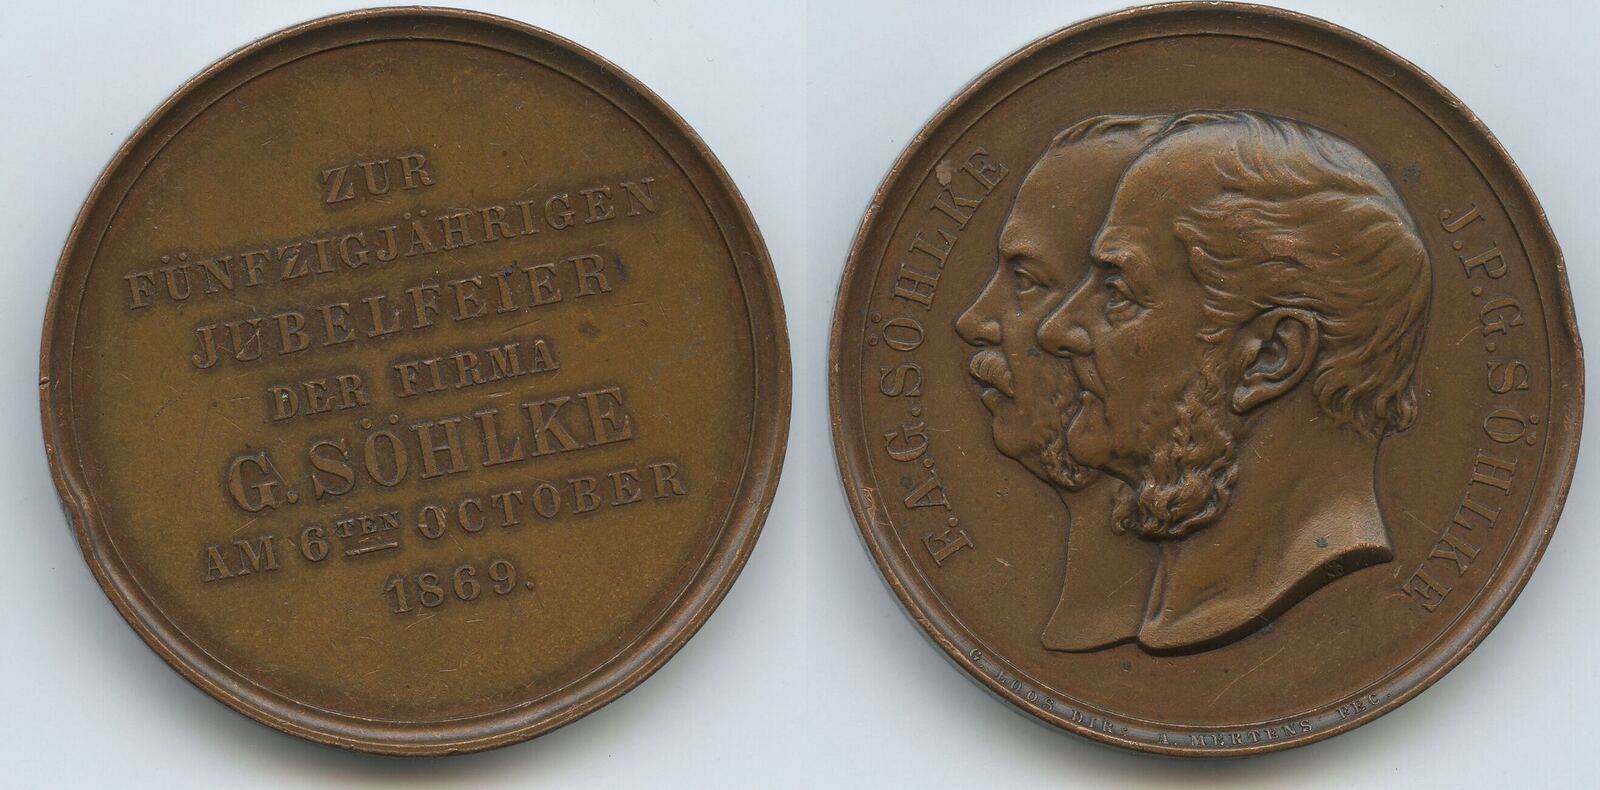 ZUR
FÜNFZIGJÄHRIGEN
JUBELFEIER
DER FIRMA
G. SÖHLKE
AM 6TEN OCTOBER
1869.
F.A.G. SÖHLKE
J.P.G. SÖHLKE
G. LOOS DIR. A. MERTENS FEC.